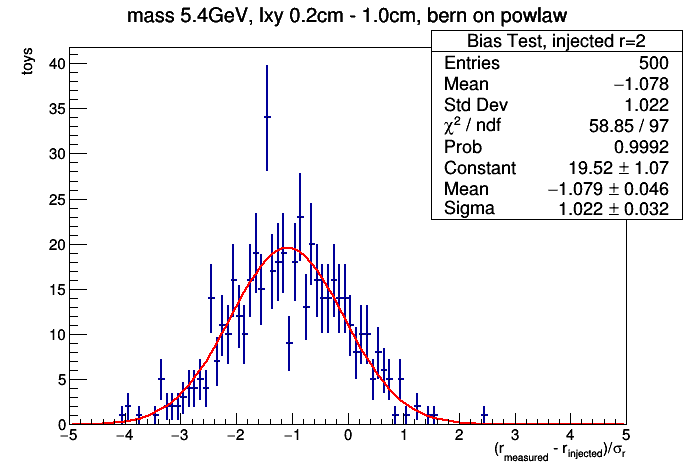 mass 5.4GeV, lxy 0.2cm - 1.0cm, bern on powlaw
Bias Test, injected r=2
Entries 500
Mean −1.078
Std Dev 1.022
χ² / ndf 58.85 / 97
Prob 0.9992
Constant 19.52 ± 1.07
Mean −1.079 ± 0.046
Sigma 1.022 ± 0.032
toys
40
35
30
25
20
15
10
5
0
−5 −4 −3 −2 −1 0 1 2 3 4 5
(r_measured - r_injected)/σ_r